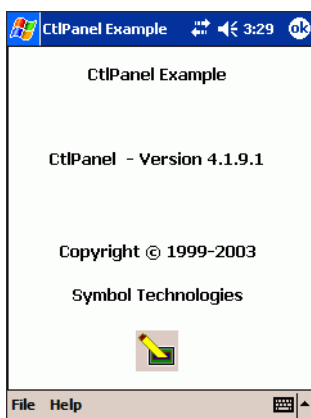 CtlPanel Example 3:29 ok
CtlPanel Example
CtlPanel - Version 4.1.9.1
Copyright © 1999-2003
Symbol Technologies
File Help